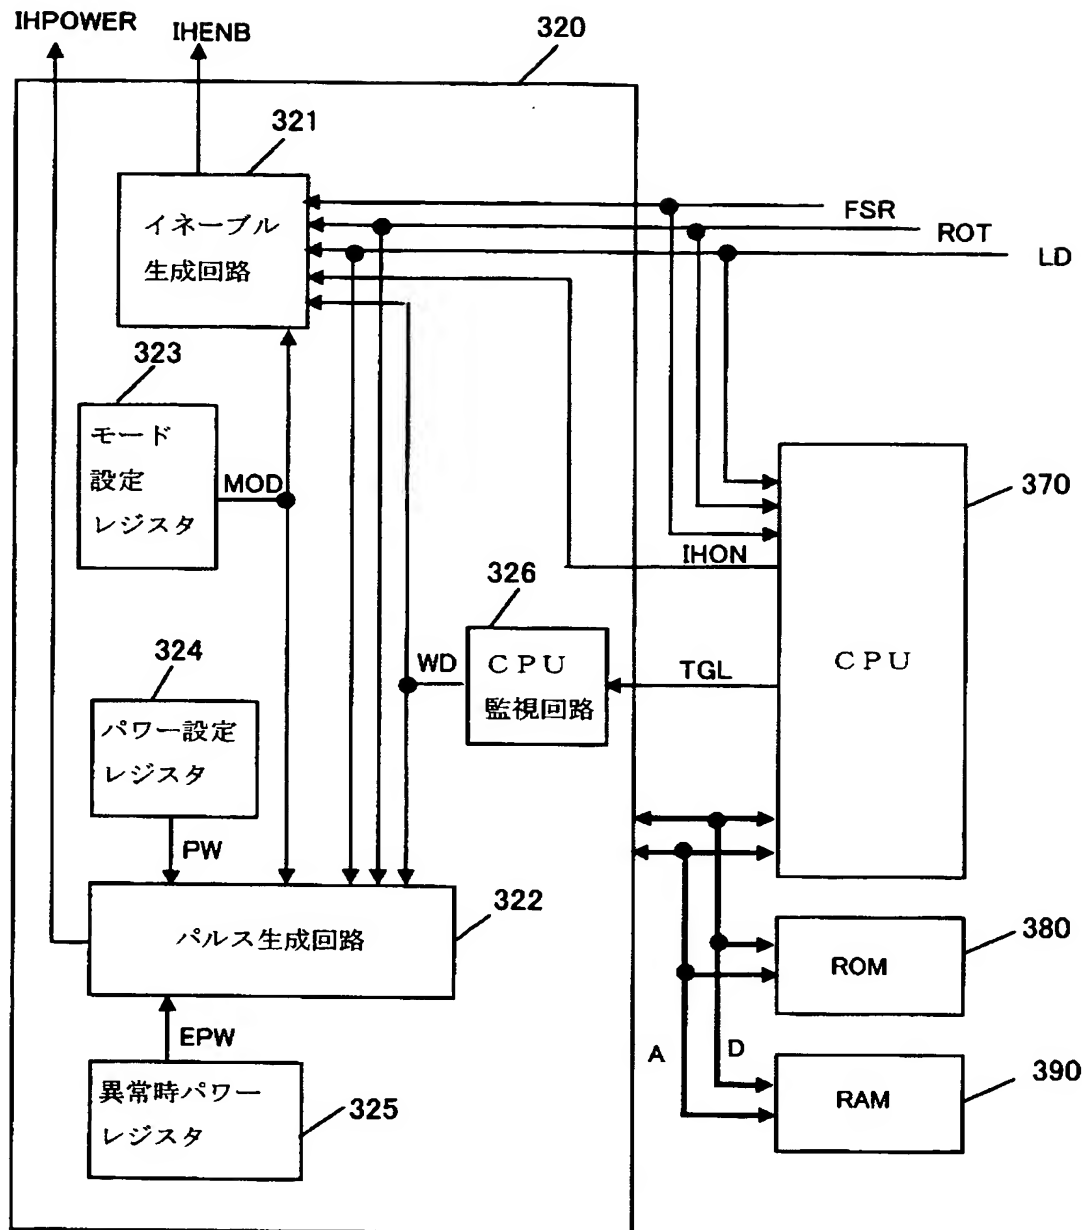 IHPOWER
IHENB
320
321
イネーブル
生成回路
FSR
ROT
LD
323
モード
設定
レジスタ
MOD
370
IHON
326
CPU
監視回路
WD
TGL
CPU
324
パワー設定
レジスタ
PW
322
パルス生成回路
380
ROM
EPW
A
D
390
RAM
異常時パワー
レジスタ
325